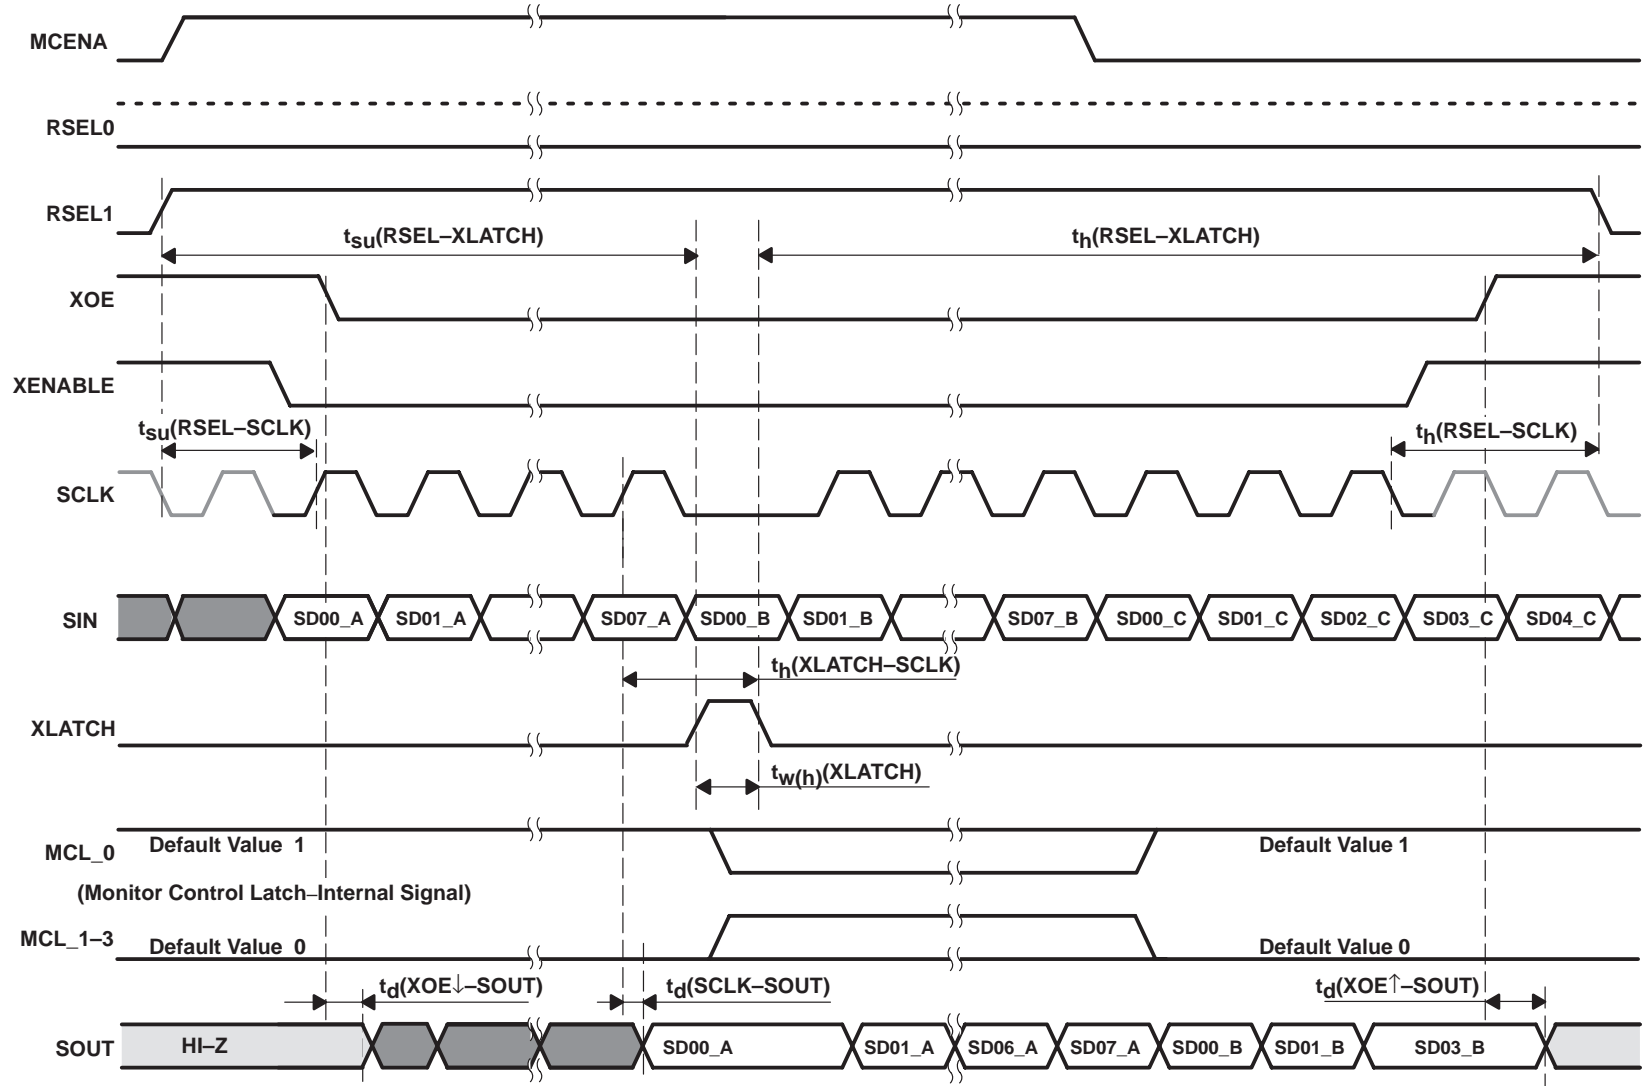 MCENA
RSEL0
RSEL1
tsu(RSEL–XLATCH)
th(RSEL–XLATCH)
XOE
XENABLE
tsu(RSEL–SCLK)
th(RSEL–SCLK)
SCLK
SIN
SD00_A
SD01_A
SD07_A
SD00_B
SD01_B
SD07_B
SD00_C
SD01_C
SD02_C
SD03_C
SD04_C
th(XLATCH–SCLK)
XLATCH
tw(h)(XLATCH)
MCL_0
Default Value 1
Default Value 1
(Monitor Control Latch–Internal Signal)
MCL_1–3
Default Value 0
Default Value 0
td(XOE↓–SOUT)
td(SCLK–SOUT)
td(XOE↑–SOUT)
SOUT
HI–Z
SD00_A
SD01_A
SD06_A
SD07_A
SD00_B
SD01_B
SD03_B